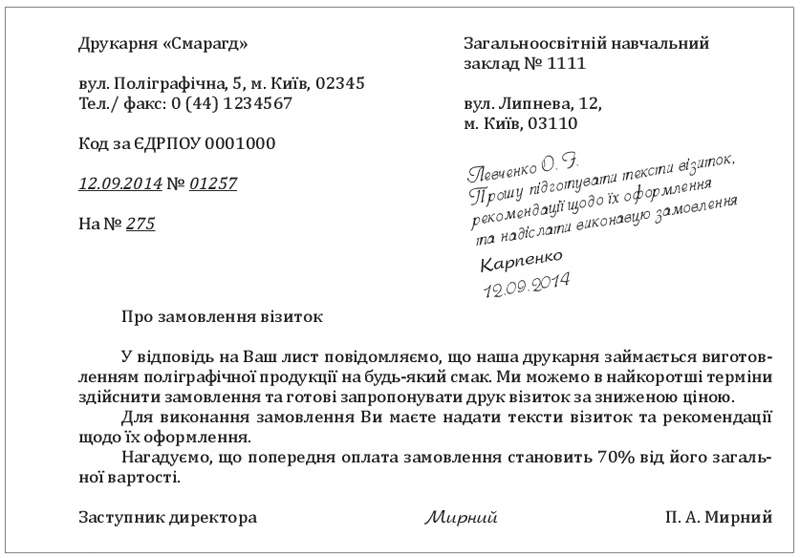 Друкарня «Смарагд»
вул. Поліграфічна, 5, м. Київ, 02345
Тел./ факс: 0 (44) 1234567
Код за ЄДРПОУ 0001000
12.09.2014 № 01257
На № 275
Загальноосвітній навчальний
заклад № 1111
вул. Липнева, 12,
м. Київ, 03110
Левченко О. Г.
Прошу підготувати тексти візиток,
рекомендації щодо їх оформлення
та надіслати виконавцю замовлення
Карпенко
12.09.2014
Про замовлення візиток
У відповідь на Ваш лист повідомляємо, що наша друкарня займається виготов-
ленням поліграфічної продукції на будь-який смак. Ми можемо в найкоротші терміни
здійснити замовлення та готові запропонувати друк візиток за зниженою ціною.
Для виконання замовлення Ви маєте надати тексти візиток та рекомендації
щодо їх оформлення.
Нагадуємо, що попередня оплата замовлення становить 70% від його загаль-
ної вартості.
Заступник директора Мирний П. А. Мирний